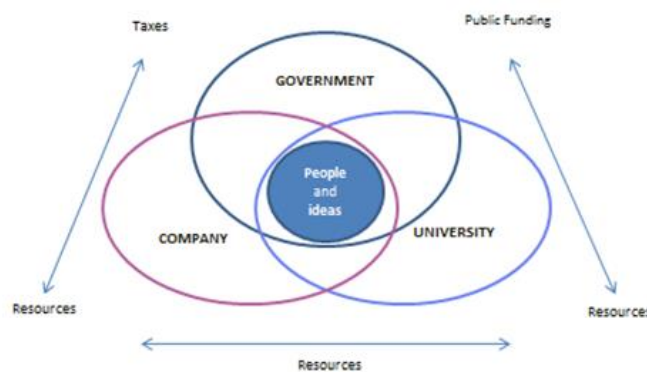 Taxes
Public Funding
GOVERNMENT
People
and
ideas
COMPANY
UNIVERSITY
Resources
Resources
Resources